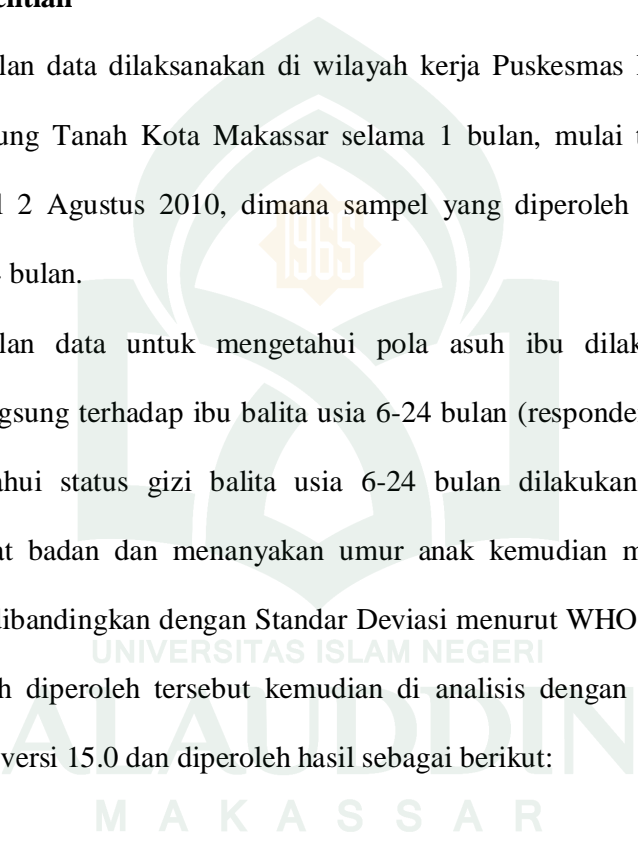 lan data dilaksanakan di wilayah kerja Puskesmas
ung Tanah Kota Makassar selama 1 bulan, mulai
2 Agustus 2010, dimana sampel yang diperoleh
bulan.
lan data untuk mengetahui pola asuh ibu dilak
gsung terhadap ibu balita usia 6-24 bulan (responde
ahui status gizi balita usia 6-24 bulan dilakukan
at badan dan menanyakan umur anak kemudian m
dibandingkan dengan Standar Deviasi menurut WHO
h diperoleh tersebut kemudian di analisis dengan
versi 15.0 dan diperoleh hasil sebagai berikut:
1965
UNIVERSITAS ISLAM NEGERI
ALAUDDIN
MAKASSAR